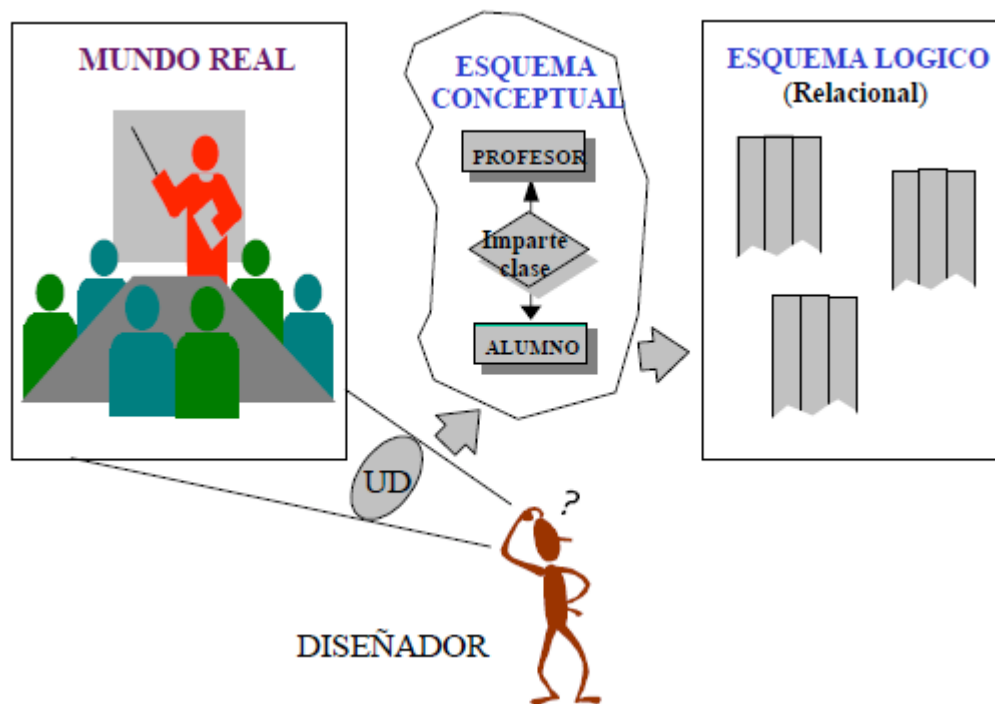 MUNDO REAL
ESQUEMA
CONCEPTUAL
PROFESOR
Imparte
clase
ALUMNO
ESQUEMA LOGICO
(Relacional)
UD
?
DISEÑADOR